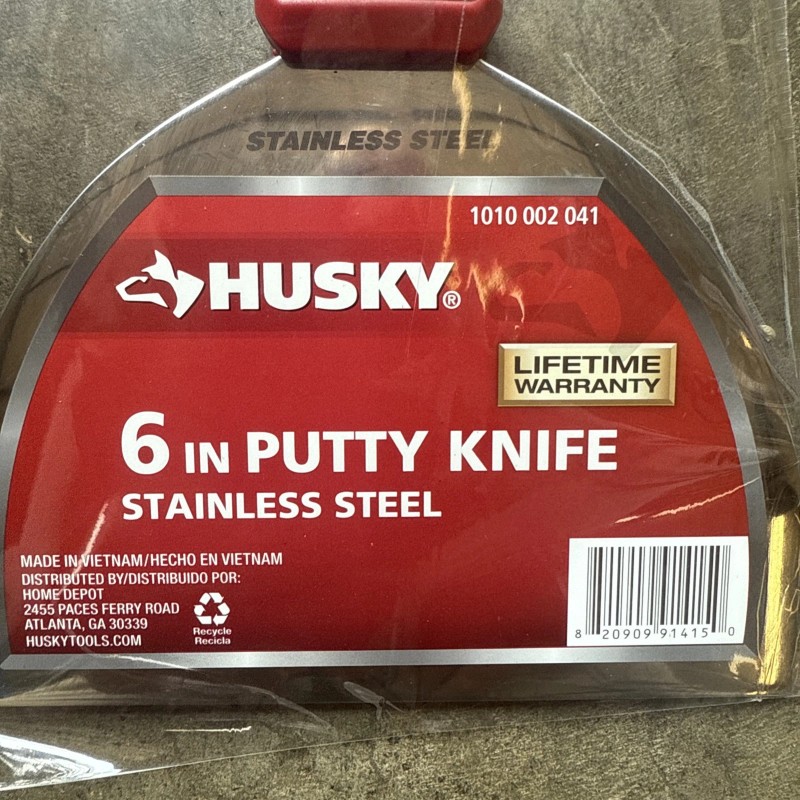 STAINLESS STEEL
1010 002 041
HUSKY®
LIFETIME
WARRANTY
6 IN PUTTY KNIFE
STAINLESS STEEL
MADE IN VIETNAM/HECHO EN VIETNAM
DISTRIBUTED BY/DISTRIBUIDO POR:
HOME DEPOT
2455 PACES FERRY ROAD
ATLANTA, GA 30339
HUSKYTOOLS.COM
Recycle
Recicla
8 20909 91415 0